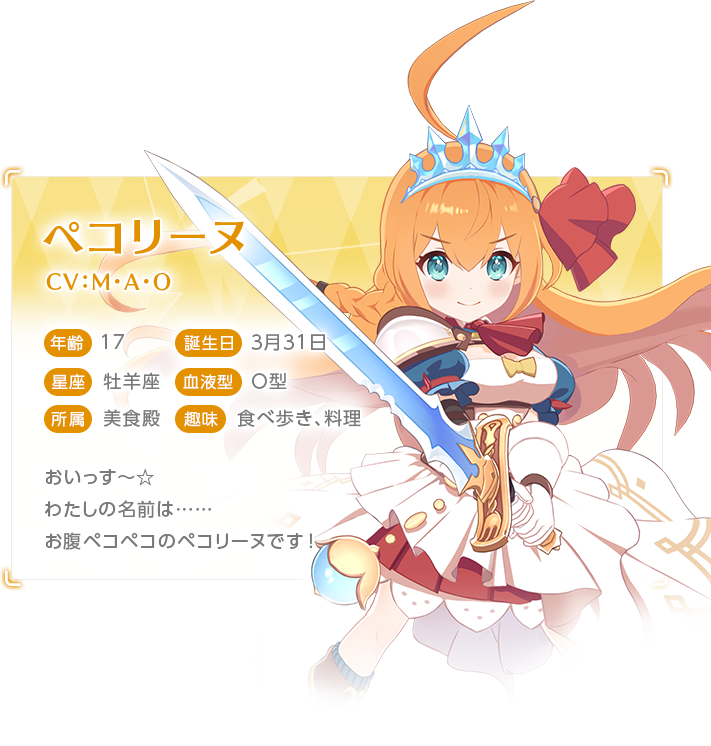 ペコリーヌ
CV:M・A・O
年齢 17 誕生日 3月31日
星座 牡羊座 血液型 O型
所属 美食殿 趣味 食べ歩き、料理
おいっす～☆
わたしの名前は……
お腹ペコペコのペコリーヌです！